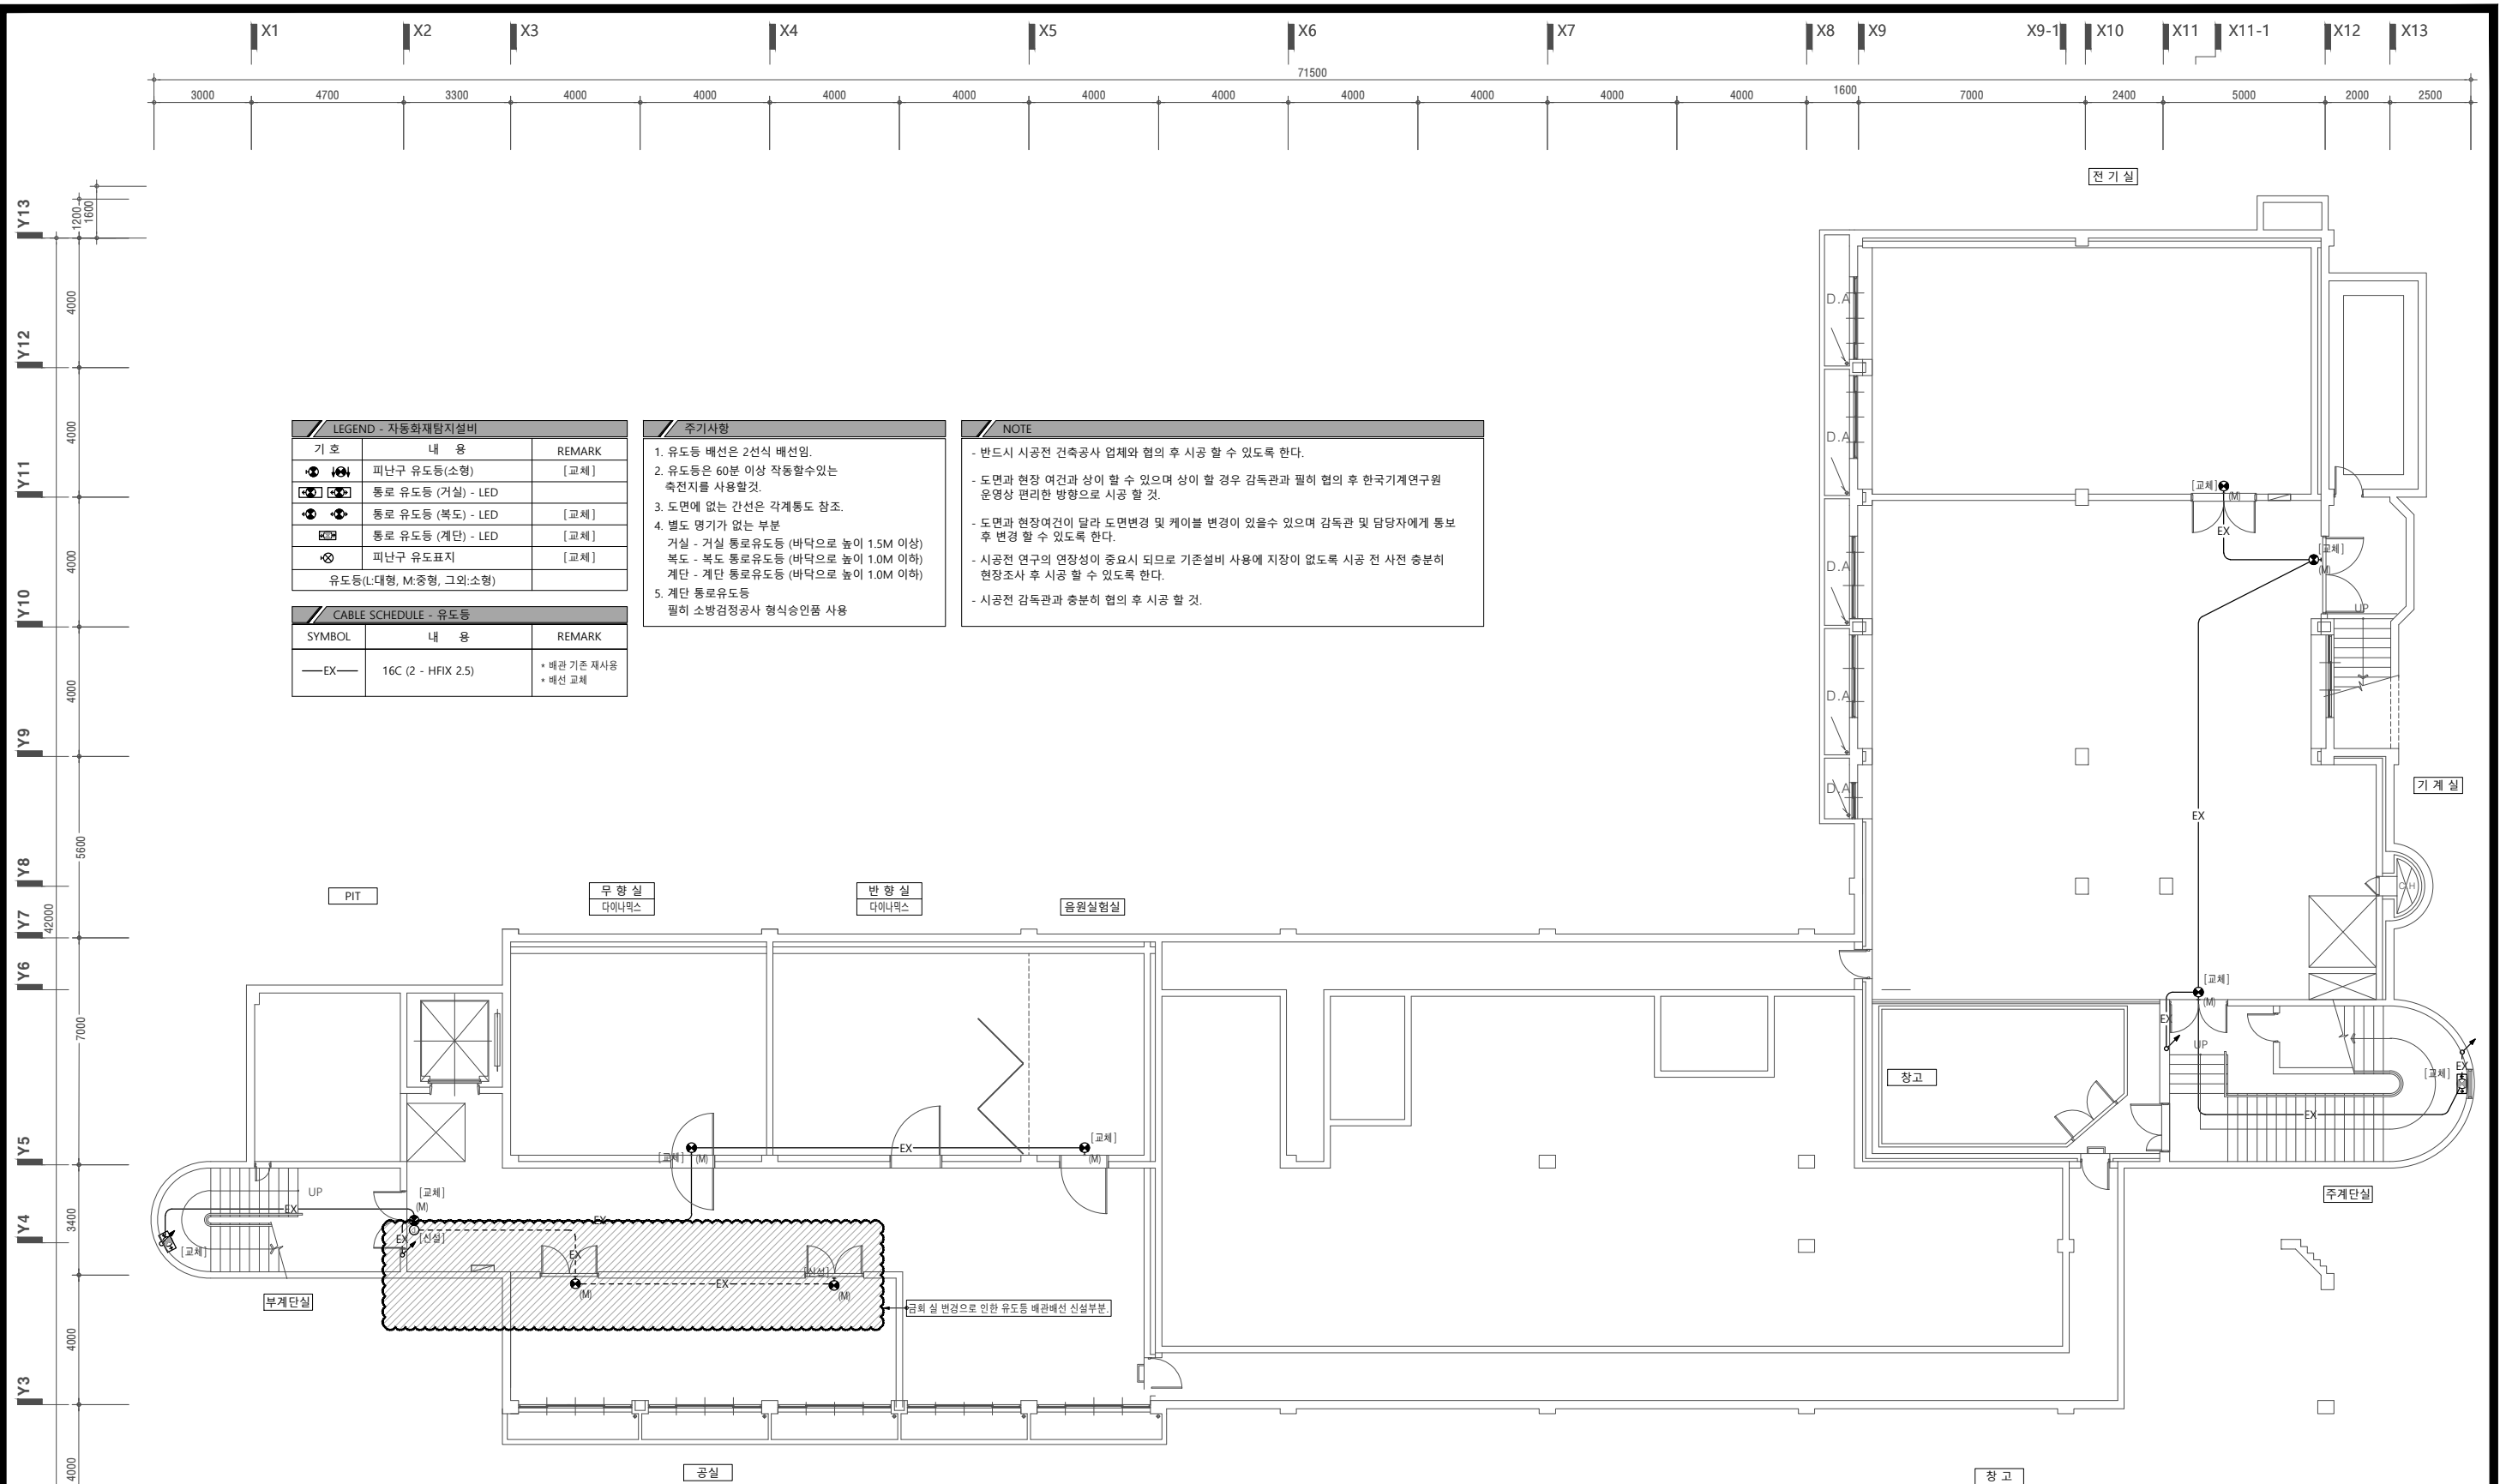 X1 X2 X3 X4 X5 X6 X7 X8 X9 X9-1 X10 X11 X11-1 X12 X13
71500
3000 4700 3300 4000 4000 4000 4000 4000 4000 4000 4000 4000 4000 1600 7000 2400 5000 2000 2500
전 기 실
Y13
1200
1600
4000
Y12
4000
Y11
4000
Y10
4000
Y9
5600
Y8
42000
Y7
Y6
7000
Y5
3400
Y4
4000
Y3
4000
LEGEND - 자동화재탐지설비
기 호 내 용 REMARK
피난구 유도등(소형) [교체]
통로 유도등 (거실) - LED
통로 유도등 (복도) - LED [교체]
통로 유도등 (계단) - LED [교체]
피난구 유도표지 [교체]
유도등(L:대형, M:중형, 그외:소형)
CABLE SCHEDULE - 유도등
SYMBOL 내 용 REMARK
EX 16C (2 - HFIX 2.5) * 배관 기존 재사용
* 배선 교체
주기사항
1. 유도등 배선은 2선식 배선임.
2. 유도등은 60분 이상 작동할수있는
축전지를 사용할것.
3. 도면에 없는 간선은 각계통도 참조.
4. 별도 명기가 없는 부분
거실 - 거실 통로유도등 (바닥으로 높이 1.5M 이상)
복도 - 복도 통로유도등 (바닥으로 높이 1.0M 이하)
계단 - 계단 통로유도등 (바닥으로 높이 1.0M 이하)
5. 계단 통로유도등
필히 소방검정공사 형식승인품 사용
NOTE
- 반드시 시공전 건축공사 업체와 협의 후 시공 할 수 있도록 한다.
- 도면과 현장 여건과 상이 할 수 있으며 상이 할 경우 감독관과 필히 협의 후 한국기계연구원
운영상 편리한 방향으로 시공 할 것.
- 도면과 현장여건이 달라 도면변경 및 케이블 변경이 있을수 있으며 감독관 및 담당자에게 통보
후 변경 할 수 있도록 한다.
- 시공전 연구의 연장성이 중요시 되므로 기존설비 사용에 지장이 없도록 시공 전 사전 충분히
현장조사 후 시공 할 수 있도록 한다.
- 시공전 감독관과 충분히 협의 후 시공 할 것.
D.A
D.A
D.A
D.A
D.A
[교체]
(M)
EX
[교체]
(M)
UP
EX
기 계 실
PIT
무 향 실
다이나믹스
반 향 실
다이나믹스
음원실험실
[교체]
(M)
EX
UP
창고
[교체]
EX
EX
[교체]
(M)
EX
[교체]
(M)
UP
[교체]
(M)
EX
[교체]
EX
[신설]
EX
EX
[신설]
(M)
EX
(M)
금회 실 변경으로 인한 유도등 배관배선 신설부분.
부계단실
주계단실
공실
창 고